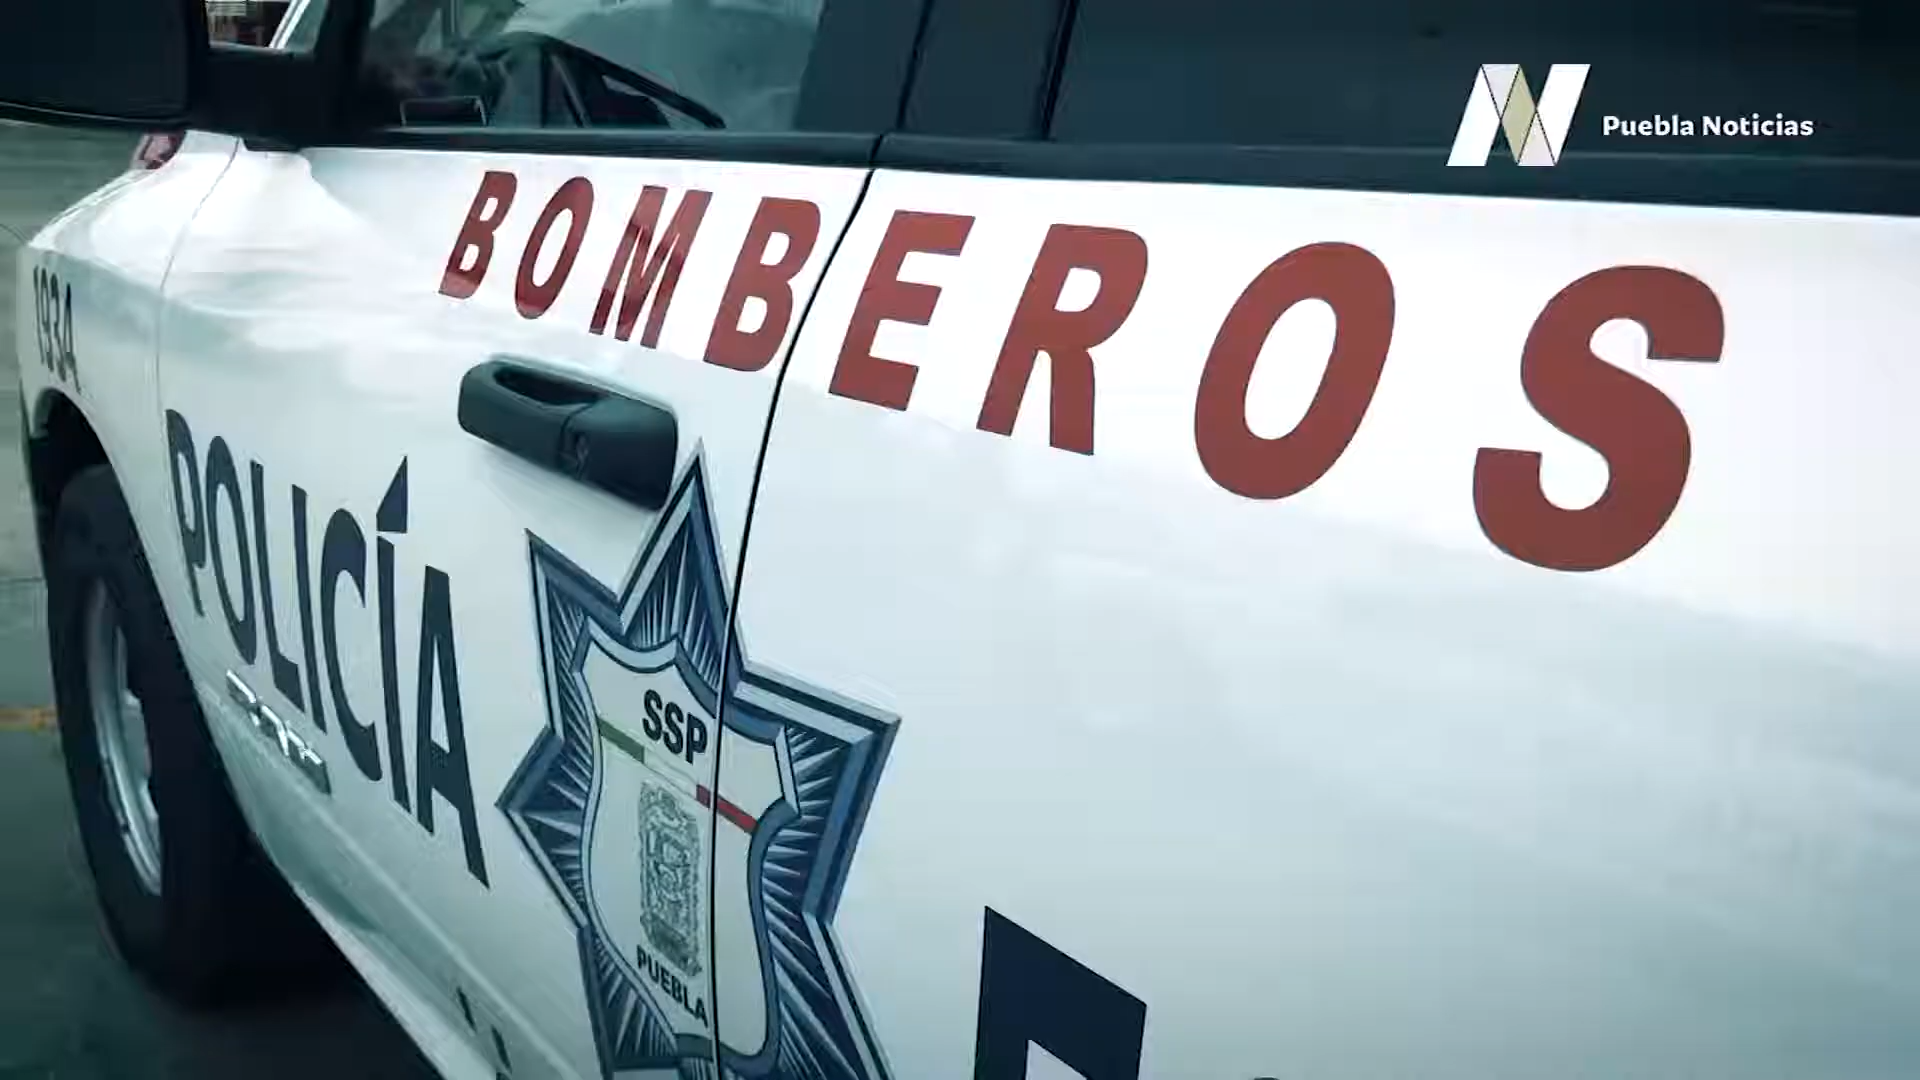 Puebla Noticias
BOMBEROS
1934
POLICÍA
SSP
PUEBLA